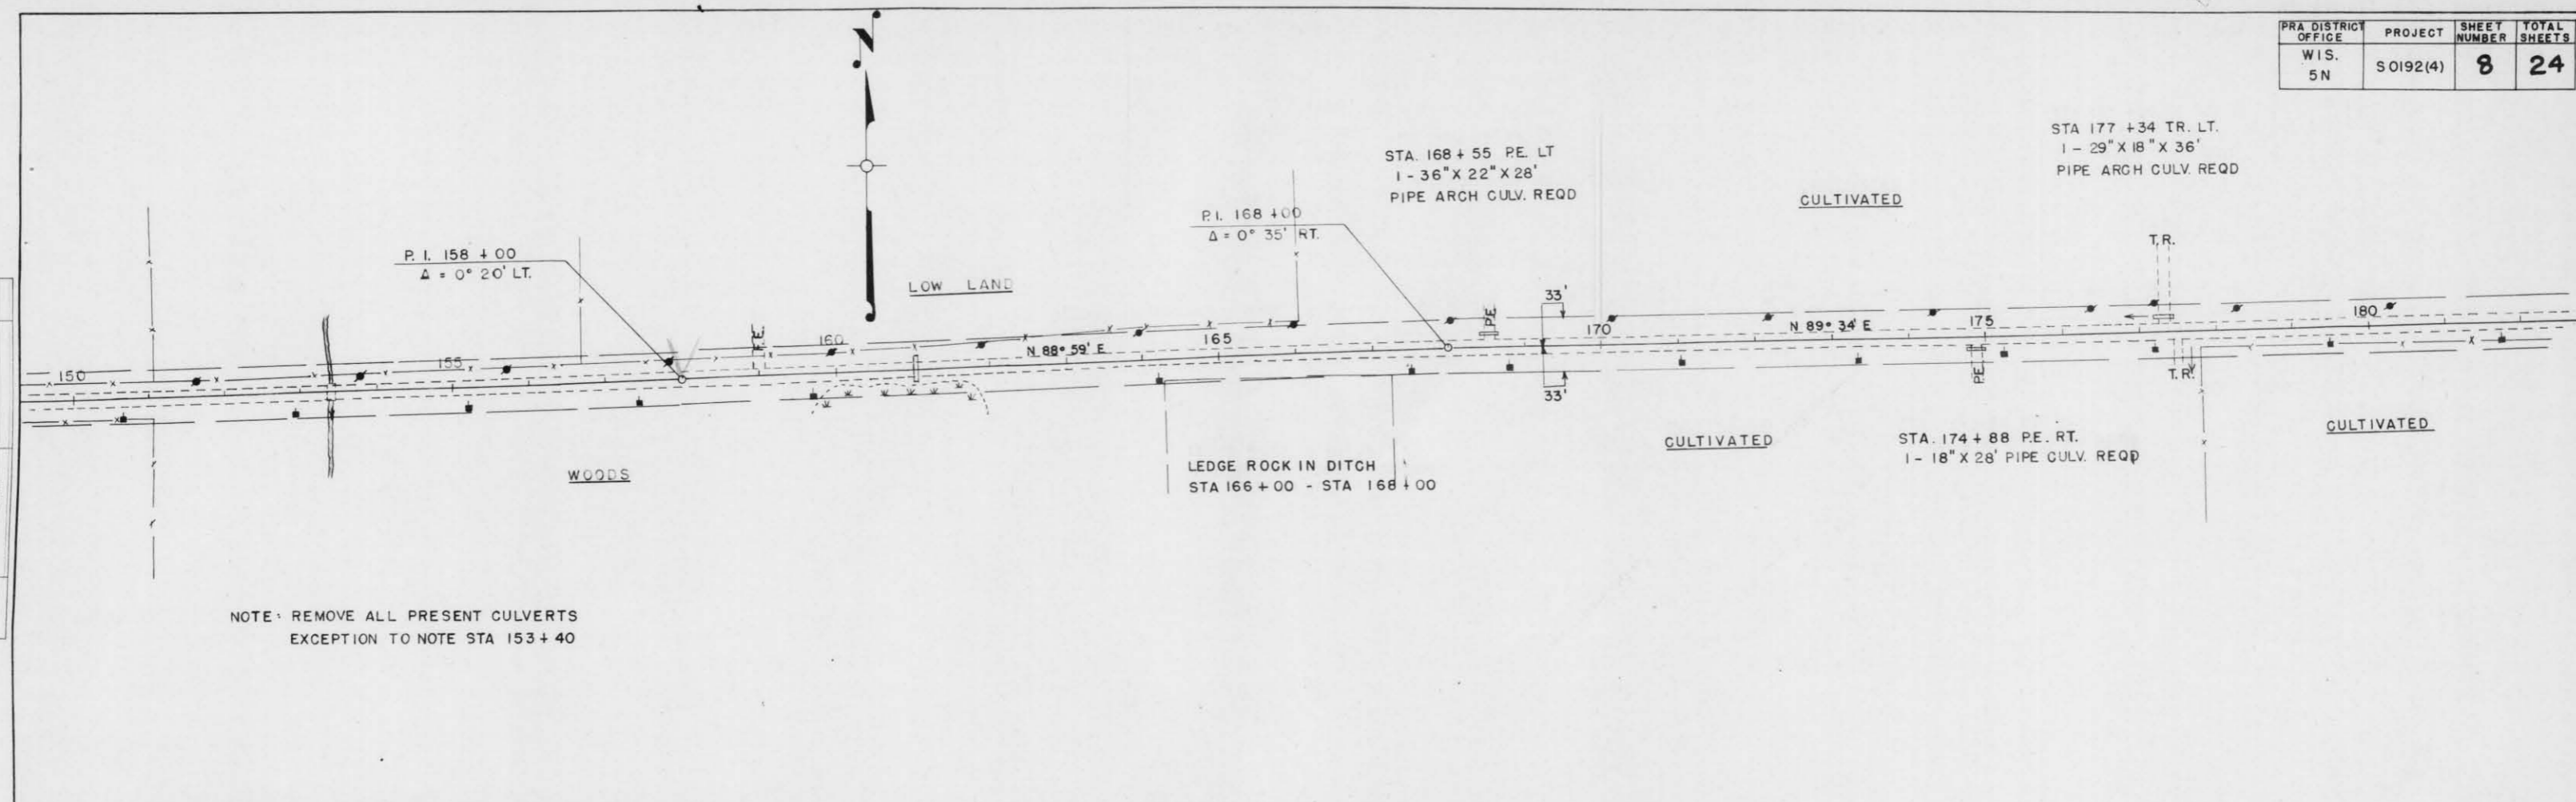 PRA DISTRICT OFFICE
PROJECT
SHEET NUMBER
TOTAL SHEETS
WIS. 5N
S 0192(4)
8
24
N
STA 177 + 34 TR. LT.
1 - 29" X 18" X 36'
PIPE ARCH CULV. REQD
STA. 168 + 55 P.E. LT
1 - 36" X 22" X 28'
PIPE ARCH CULV. REQD
CULTIVATED
P.I. 168 + 00
Δ = 0° 35' RT.
P. I. 158 + 00
Δ = 0° 20' LT.
T.R.
LOW LAND
33'
P.E.
150
155
P.E.
160
N 88° 59' E
165
170
N 89° 34' E
175
180
33'
P.E.
T.R.
CULTIVATED
STA. 174 + 88 P.E. RT.
1 - 18" X 28' PIPE CULV. REQD
CULTIVATED
WOODS
LEDGE ROCK IN DITCH
STA 166 + 00 - STA 168 + 00
NOTE: REMOVE ALL PRESENT CULVERTS
EXCEPTION TO NOTE STA 153 + 40